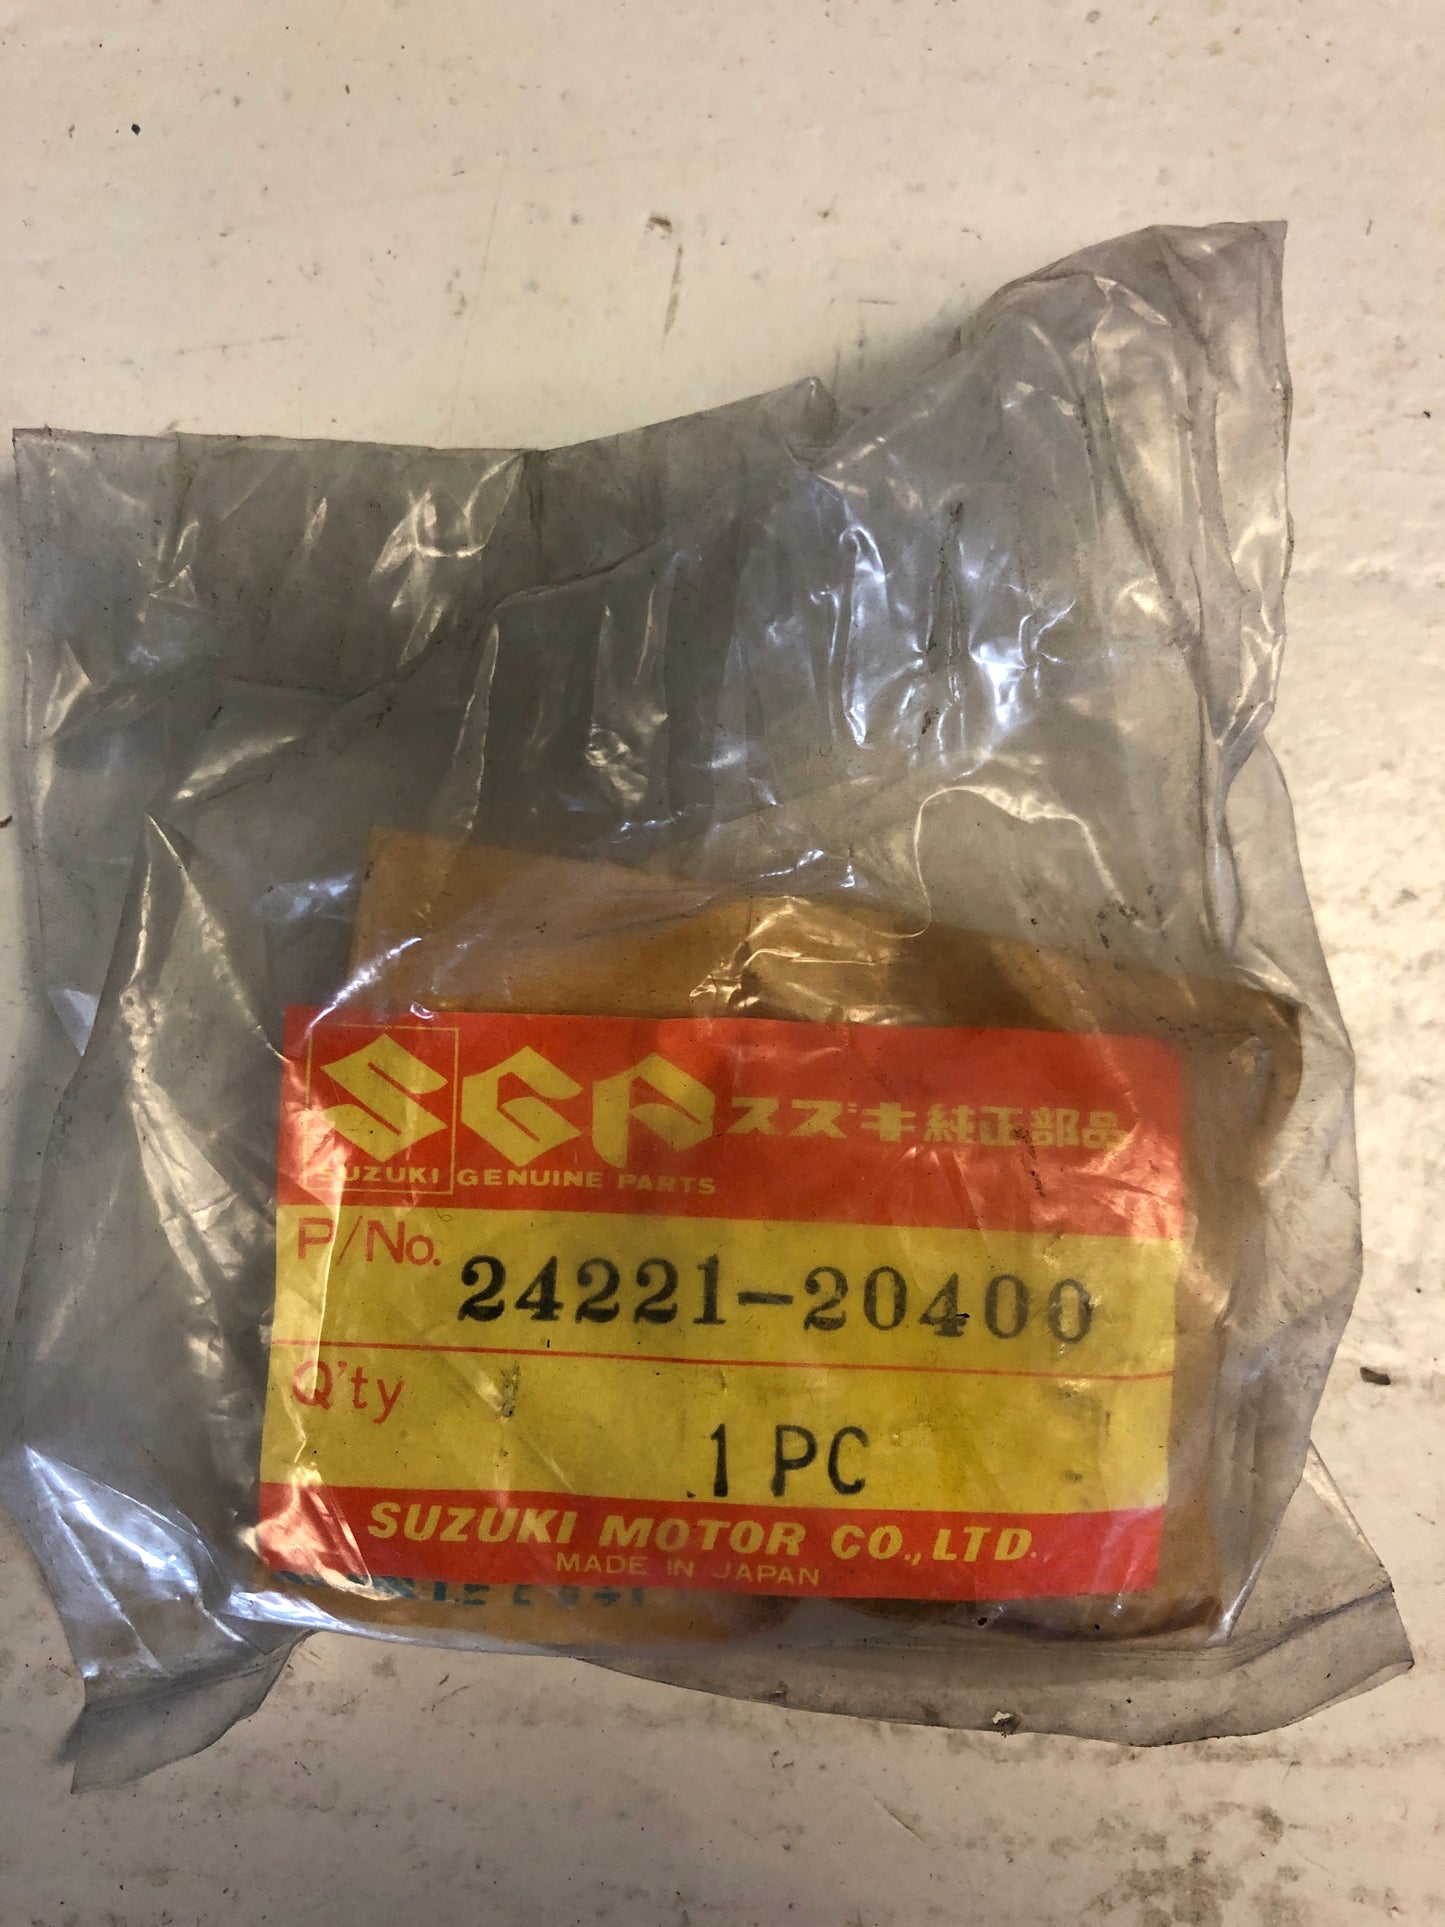 SGP スズキ純正部品
SUZUKI GENUINE PARTS
P/No. 24221-20400
Q'ty 1 PC
SUZUKI MOTOR CO., LTD.
MADE IN JAPAN